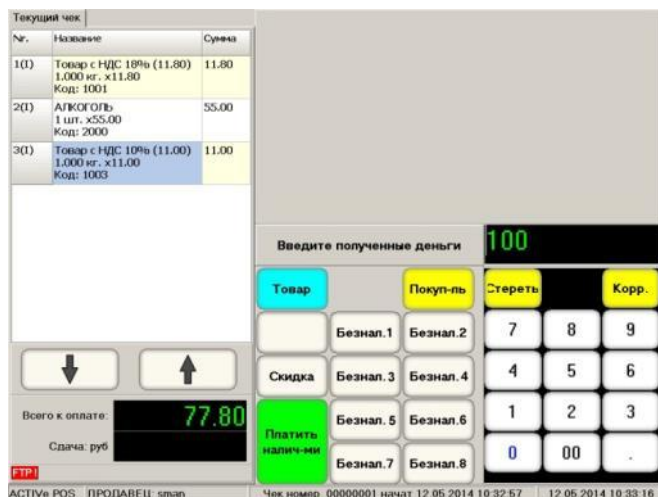 Текущий чек
Nr. Название Сумма
1(I) Товар с НДС 18% (11.80) 11.80
1.000 кг. x11.80
Код: 1001
2(I) АЛКОГОЛЬ 55.00
1 шт. x55.00
Код: 2000
3(I) Товар с НДС 10% (11.00) 11.00
1.000 кг. x11.00
Код: 1003
Введите полученные деньги 100
Товар Покуп-ль Стереть Корр.
Безнал.1 Безнал.2 7 8 9
Скидка Безнал.3 Безнал.4 4 5 6
Всего к оплате: 77.80
Сдача: руб
Платить
налич-ми
Безнал.5 Безнал.6 1 2 3
Безнал.7 Безнал.8 0 00 .
FTP!
ACTIVe POS ПРОДАВЕЦ: sman Чек номер 00000001 начат 12.05.2014 10:32:57 12.05.2014 10:33:16